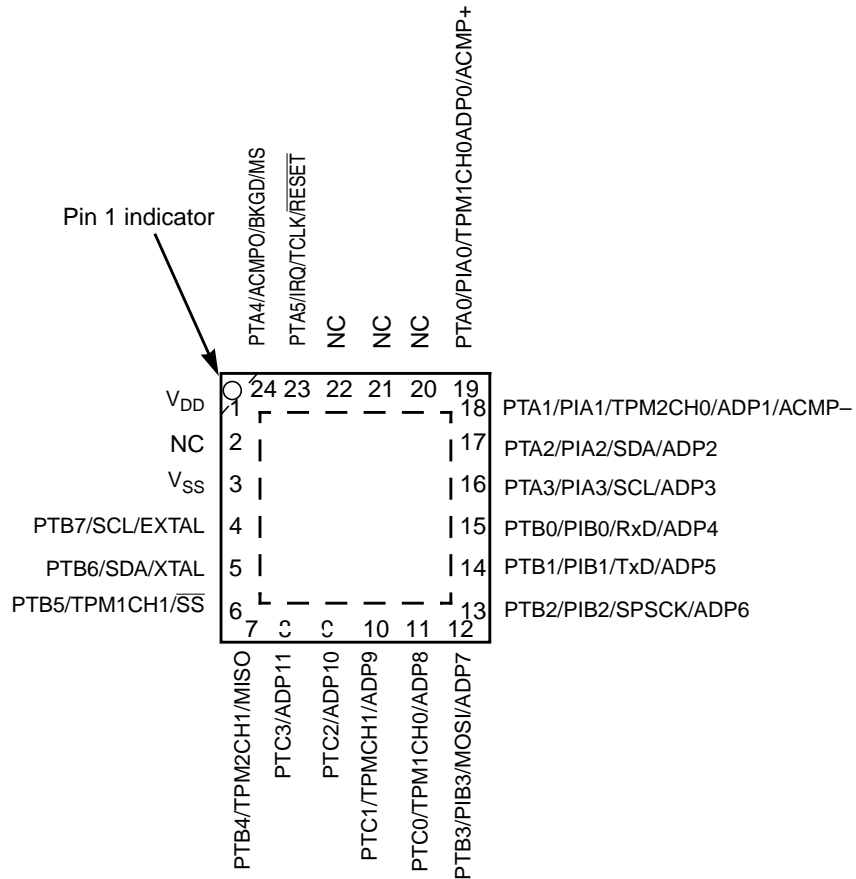 PTA4/ACMPO/BKGD/MS
PTA5/IRQ/TCLK/RESET
NC
NC
NC
PTA0/PIA0/TPM1CH0ADP0/ACMP+
Pin 1 indicator
24
23
22
21
20
19
VDD
1
NC
2
VSS
3
PTB7/SCL/EXTAL
4
PTB6/SDA/XTAL
5
PTB5/TPM1CH1/SS
6
18
PTA1/PIA1/TPM2CH0/ADP1/ACMP–
17
PTA2/PIA2/SDA/ADP2
16
PTA3/PIA3/SCL/ADP3
15
PTB0/PIB0/RxD/ADP4
14
PTB1/PIB1/TxD/ADP5
13
PTB2/PIB2/SPSCK/ADP6
7
10
11
12
PTB4/TPM2CH1/MISO
PTC3/ADP11
PTC2/ADP10
PTC1/TPMCH1/ADP9
PTC0/TPM1CH0/ADP8
PTB3/PIB3/MOSI/ADP7